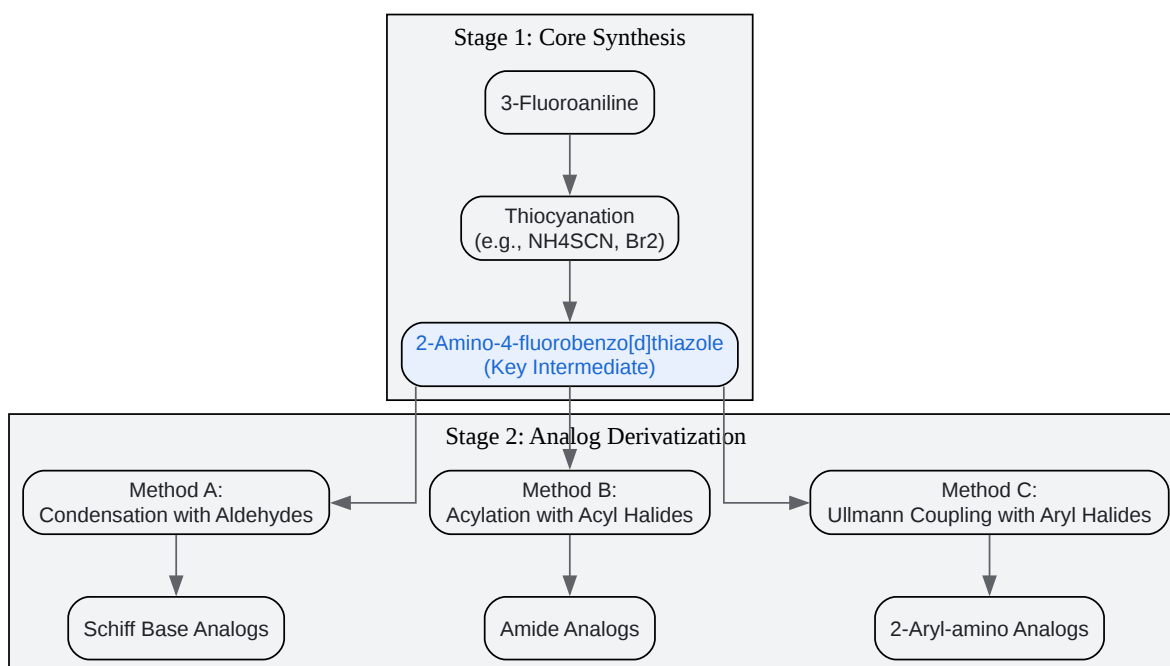 Stage 1: Core Synthesis
3-Fluoroaniline
Thiocyanation
(e.g., NH4SCN, Br2)
2-Amino-4-fluorobenzo[d]thiazole
(Key Intermediate)
Stage 2: Analog Derivatization
Method A:
Condensation with Aldehydes
Method B:
Acylation with Acyl Halides
Method C:
Ullmann Coupling with Aryl Halides
Schiff Base Analogs
Amide Analogs
2-Aryl-amino Analogs